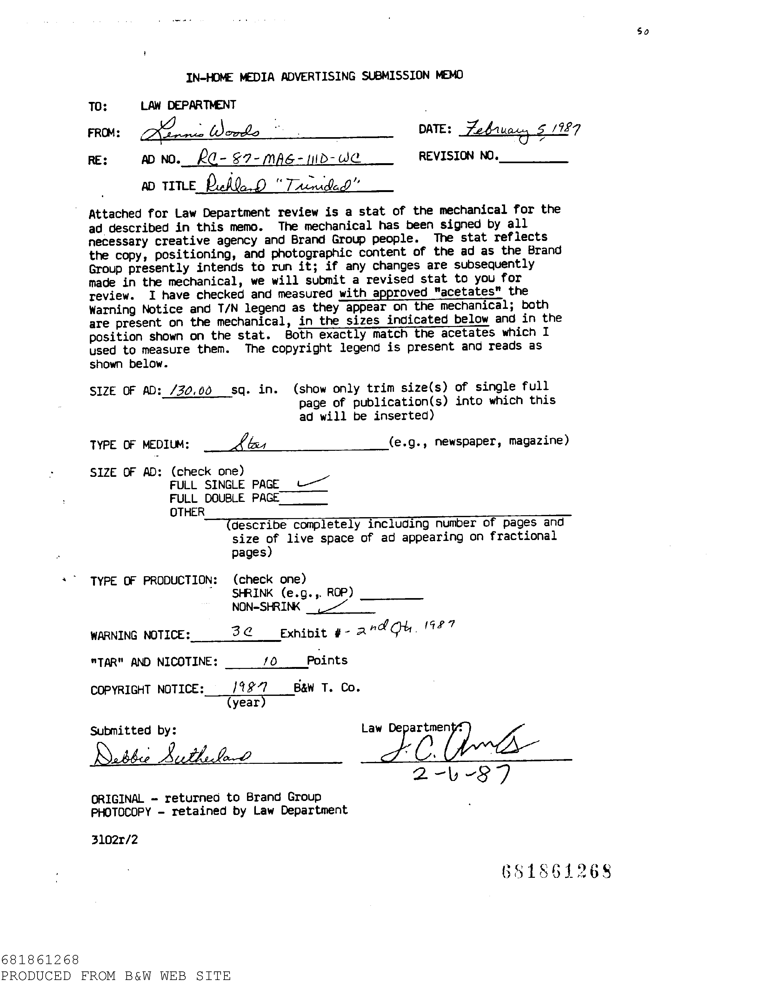 50
IN-HOME MEDIA ADVERTISING SUBMISSION MEMO
TO: LAW DEPARTMENT
FROM: Lennis Woods DATE: February 5, 1987
RE: AD NO. RC-87-MAG-111D-WC REVISION NO.
AD TITLE Richland "Trinidad"
Attached for Law Department review is a stat of the mechanical for the
ad described in this memo. The mechanical has been signed by all
necessary creative agency and Brand Group people. The stat reflects
the copy, positioning, and photographic content of the ad as the Brand
Group presently intends to run it; if any changes are subsequently
made in the mechanical, we will submit a revised stat to you for
review. I have checked and measured with approved "acetates" the
Warning Notice and T/N legend as they appear on the mechanical; both
are present on the mechanical, in the sizes indicated below and in the
position shown on the stat. Both exactly match the acetates which I
used to measure them. The copyright legend is present and reads as
shown below.
SIZE OF AD: 130.00 sq. in. (show only trim size(s) of single full
page of publication(s) into which this
ad will be inserted)
TYPE OF MEDIUM: Star (e.g., newspaper, magazine)
SIZE OF AD: (check one)
FULL SINGLE PAGE ✓
FULL DOUBLE PAGE
OTHER
(describe completely including number of pages and
size of live space of ad appearing on fractional
pages)
TYPE OF PRODUCTION: (check one)
SHRINK (e.g., ROP)
NON-SHRINK ✓
WARNING NOTICE: 3C Exhibit # - 2nd Qtr. 1987
"TAR" AND NICOTINE: 10 Points
COPYRIGHT NOTICE: 1987 B&W T. Co.
(year)
Submitted by: Law Department:
Debbie Sutherland J.C.
2-6-87
ORIGINAL - returned to Brand Group
PHOTOCOPY - retained by Law Department
3102r/2
681861268
681861268
PRODUCED FROM B&W WEB SITE